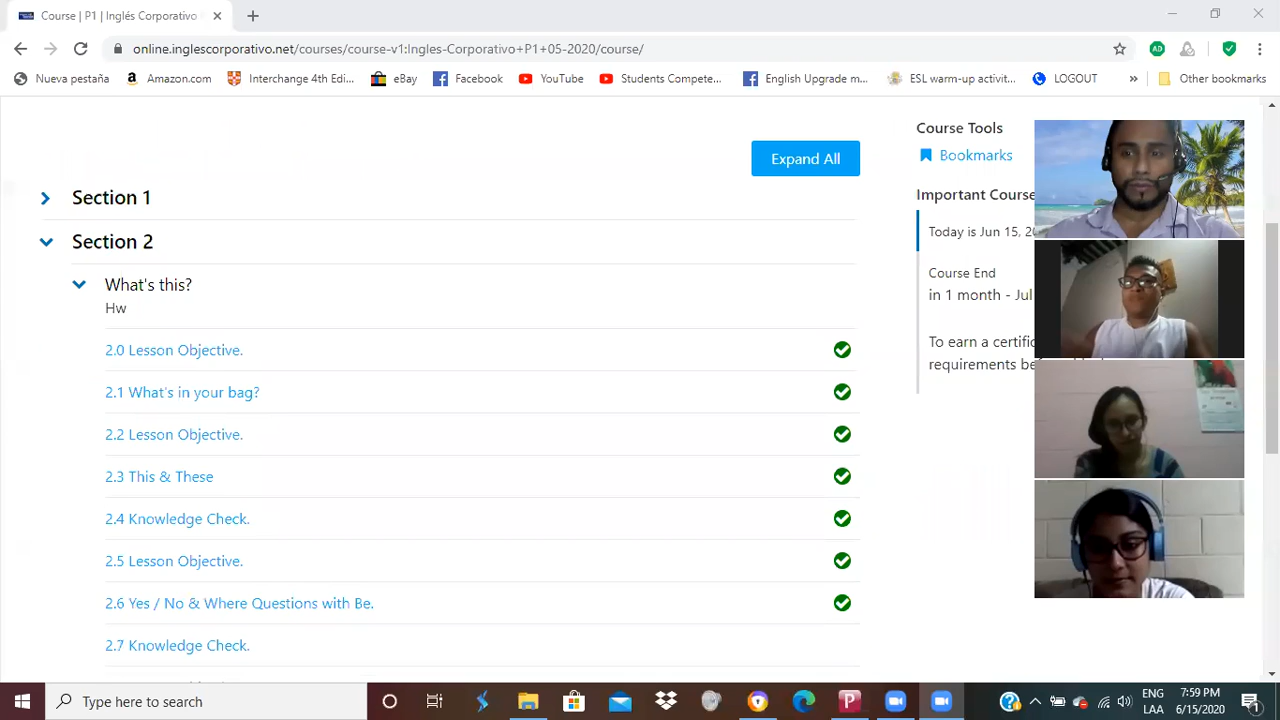 Course | P1 | Inglés Corporativo
online.inglescorporativo.net/courses/course-v1:Ingles-Corporativo+P1+05-2020/course/
Nueva pestaña
Amazon.com
Interchange 4th Edi...
eBay
Facebook
YouTube
Students Compete...
English Upgrade m...
ESL warm-up activit...
LOGOUT
»
Other bookmarks
Expand All
Course Tools
Bookmarks
Important Course
Today is Jun 15, 20
Course End
in 1 month - Jul
To earn a certific
requirements be
Section 1
Section 2
What's this?
Hw
2.0 Lesson Objective.
2.1 What's in your bag?
2.2 Lesson Objective.
2.3 This & These
2.4 Knowledge Check.
2.5 Lesson Objective.
2.6 Yes / No & Where Questions with Be.
2.7 Knowledge Check.
Type here to search
ENG
LAA
7:59 PM
6/15/2020